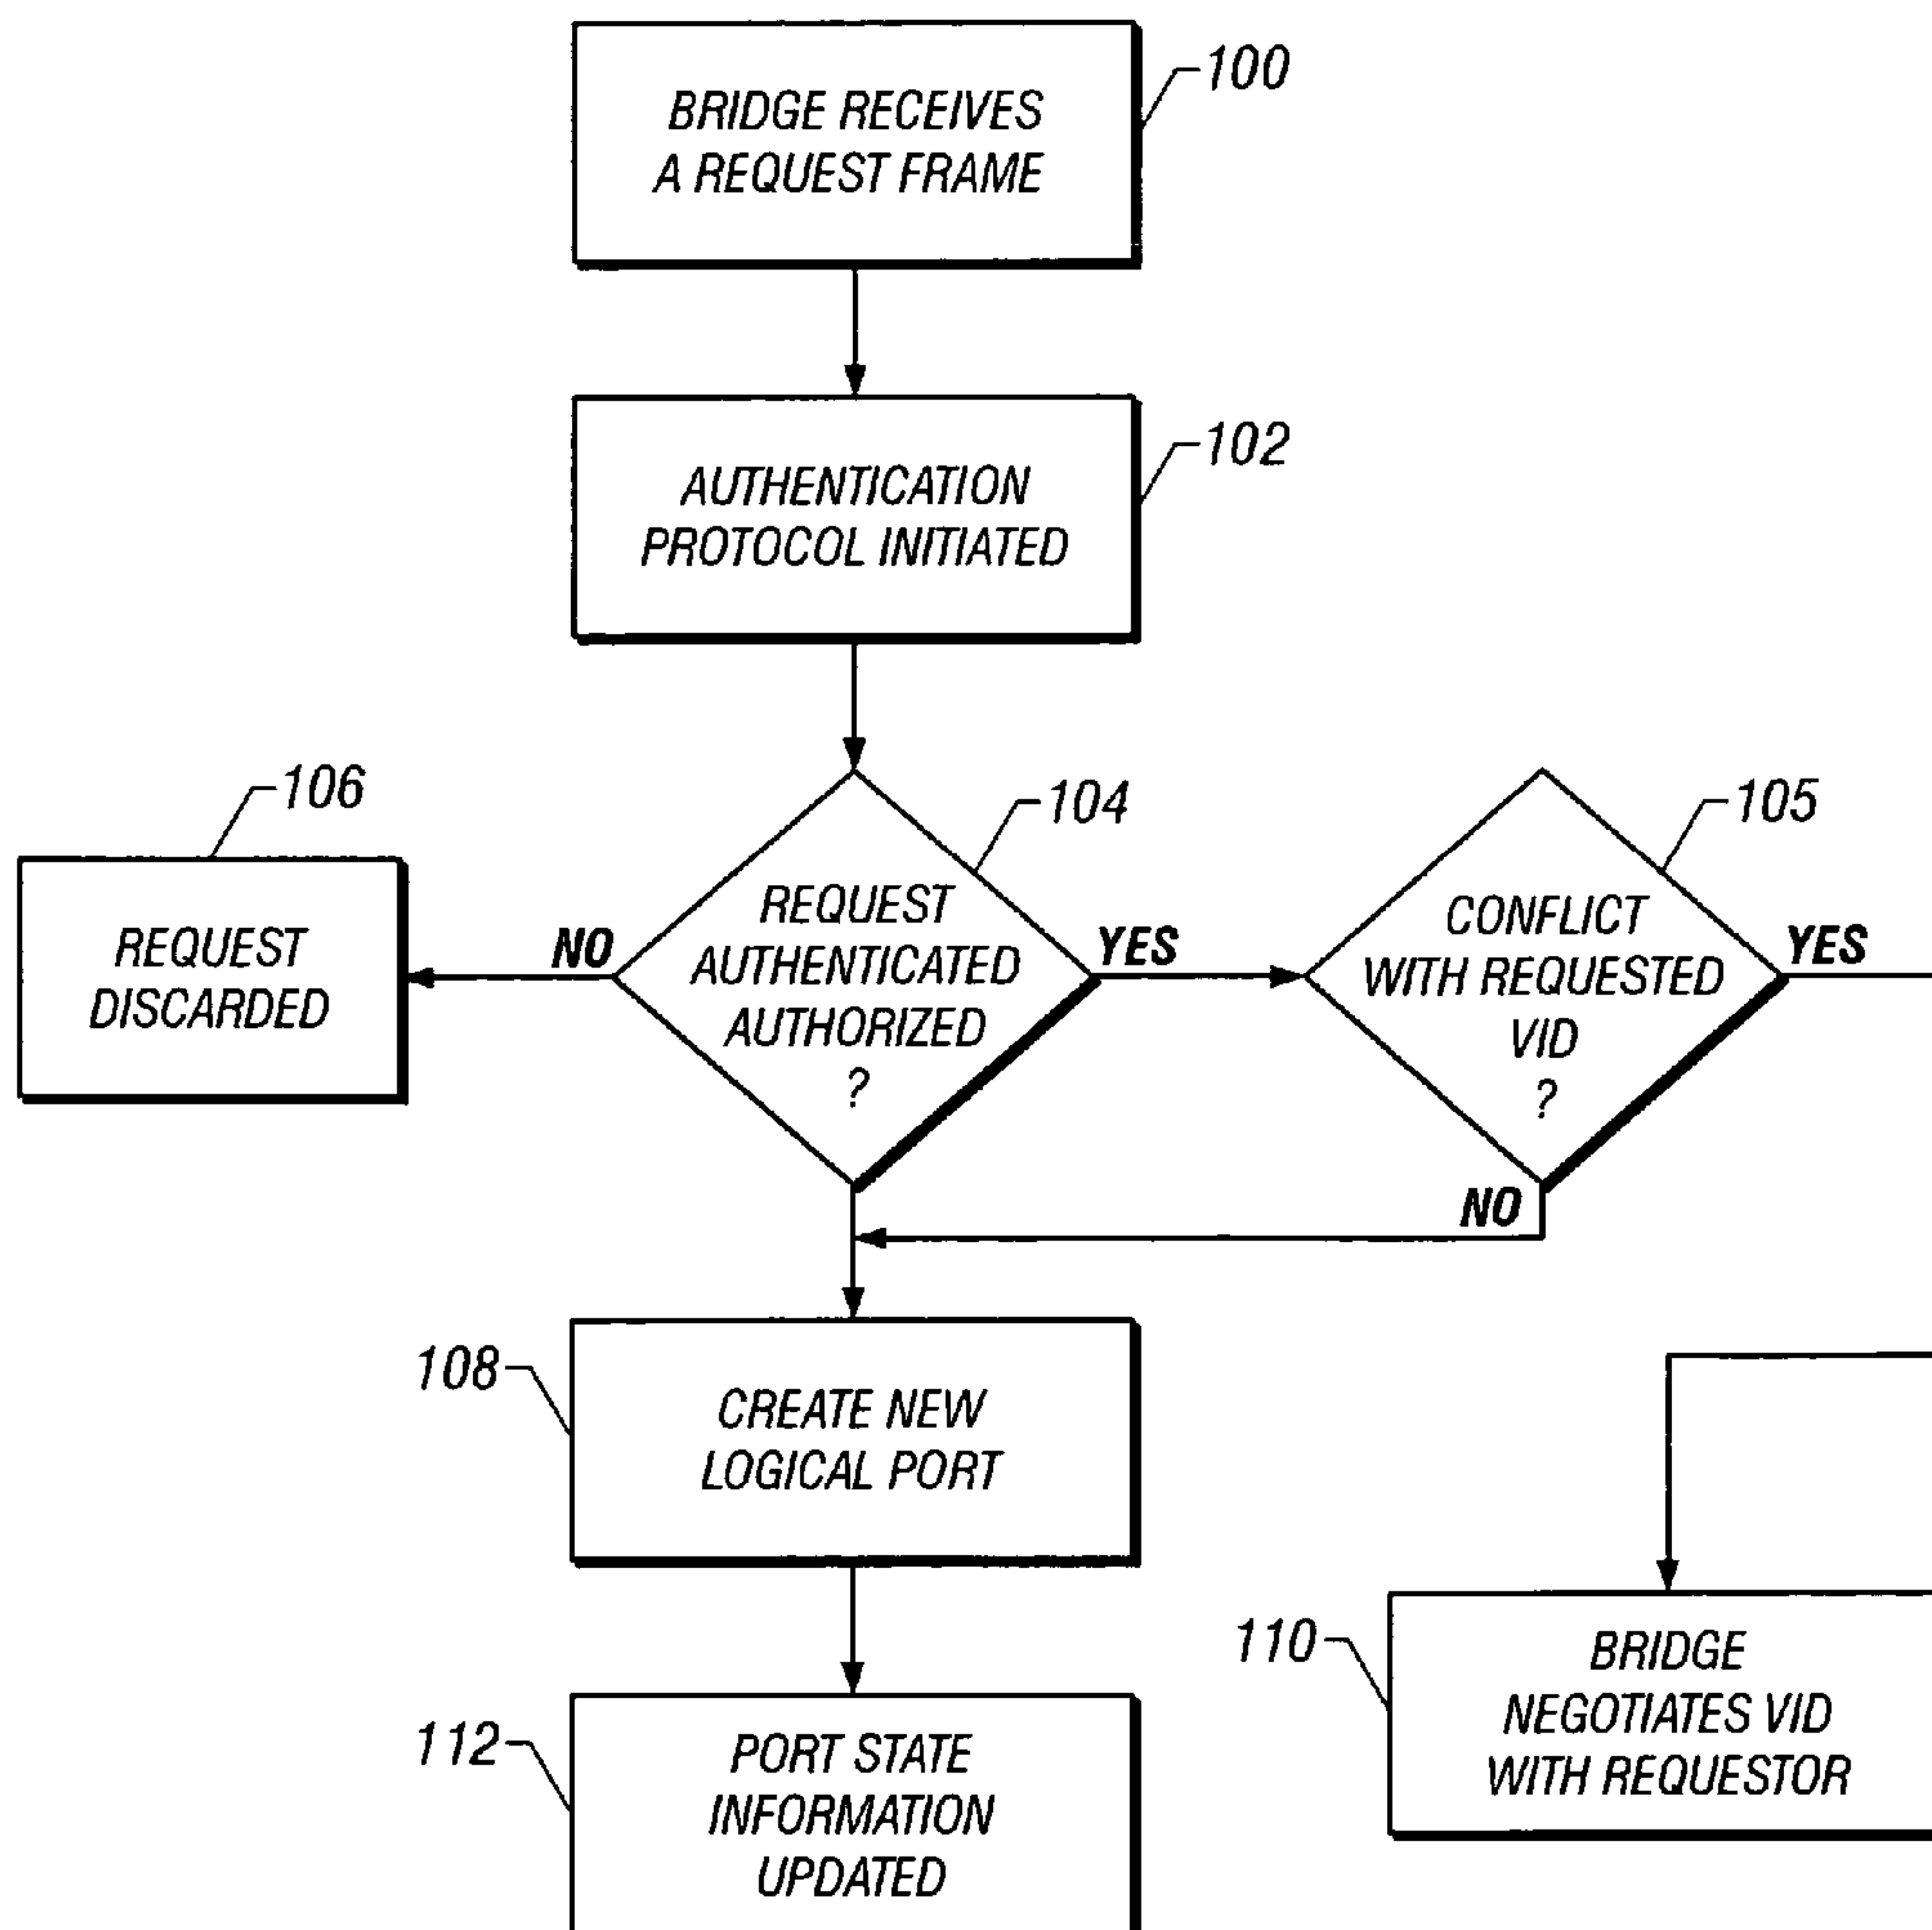 BRIDGE RECEIVES
A REQUEST FRAME
100
AUTHENTICATION
PROTOCOL INITIATED
102
106
REQUEST
DISCARDED
NO
104
REQUEST
AUTHENTICATED
AUTHORIZED
?
YES
105
CONFLICT
WITH REQUESTED
VID
?
YES
NO
108
CREATE NEW
LOGICAL PORT
110
BRIDGE
NEGOTIATES VID
WITH REQUESTOR
112
PORT STATE
INFORMATION
UPDATED